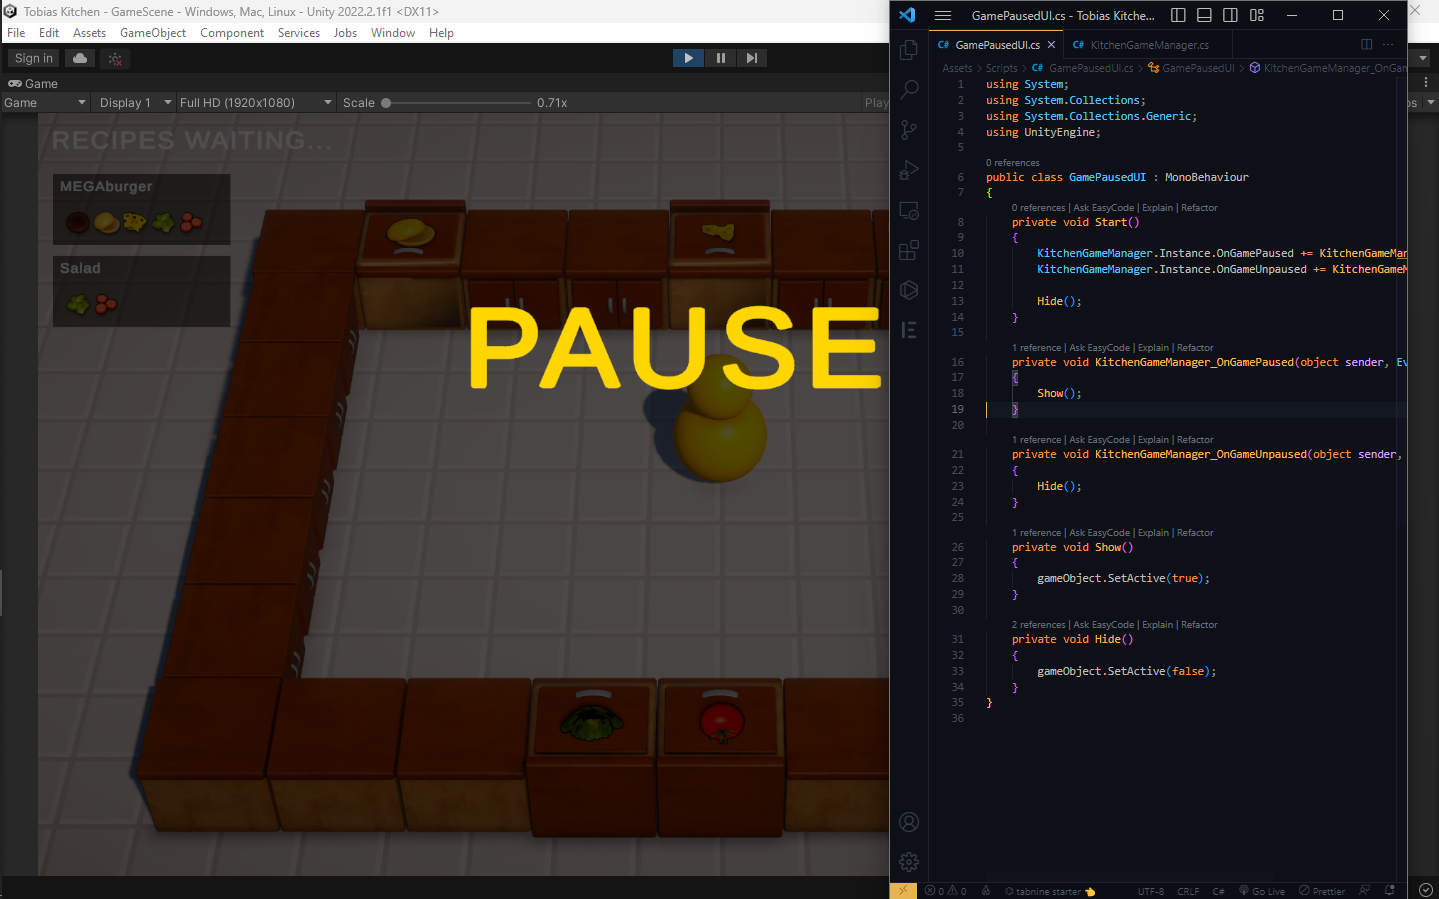 Tobias Kitchen - GameScene - Windows, Mac, Linux - Unity 2022.2.1f1 <DX11>
File Edit Assets GameObject Component Services Jobs Window Help
Sign in
Game
Game Display 1 Full HD (1920x1080) Scale 0.71x Play
RECIPES WAITING...
MEGAburger
Salad
PAUSE
GamePausedUI.cs - Tobias Kitche...
C# GamePausedUI.cs C# KitchenGameManager.cs
Assets > Scripts > C# GamePausedUI.cs > GamePausedUI > KitchenGameManager_OnGam
1 using System;
2 using System.Collections;
3 using System.Collections.Generic;
4 using UnityEngine;
5
0 references
6 public class GamePausedUI : MonoBehaviour
7 {
0 references | Ask EasyCode | Explain | Refactor
8 private void Start()
9 {
10 KitchenGameManager.Instance.OnGamePaused += KitchenGameMan
11 KitchenGameManager.Instance.OnGameUnpaused += KitchenGameM
12
13 Hide();
14 }
15
1 reference | Ask EasyCode | Explain | Refactor
16 private void KitchenGameManager_OnGamePaused(object sender, Ev
17 {
18 Show();
19 }
20
1 reference | Ask EasyCode | Explain | Refactor
21 private void KitchenGameManager_OnGameUnpaused(object sender,
22 {
23 Hide();
24 }
25
1 reference | Ask EasyCode | Explain | Refactor
26 private void Show()
27 {
28 gameObject.SetActive(true);
29 }
30
2 references | Ask EasyCode | Explain | Refactor
31 private void Hide()
32 {
33 gameObject.SetActive(false);
34 }
35 }
36
0 0 tabnine starter UTF-8 CRLF C# Go Live Prettier